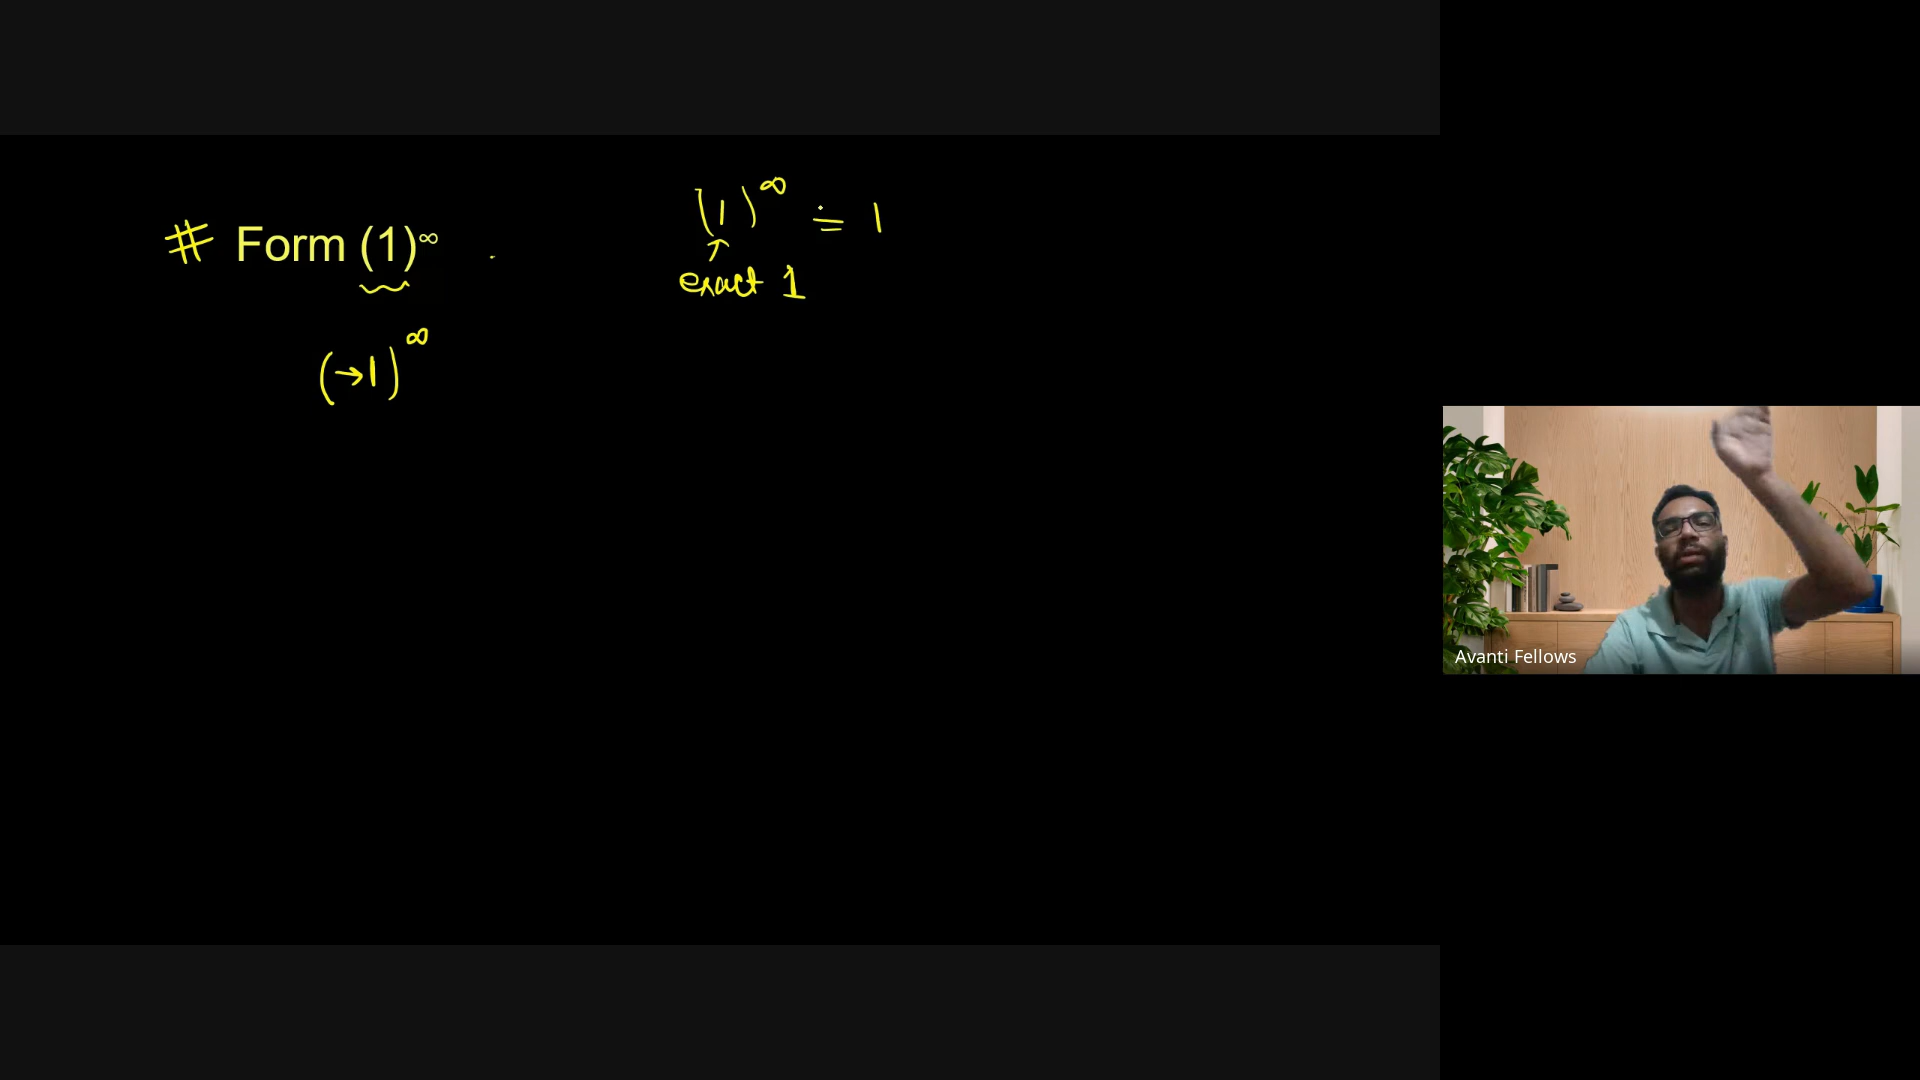 # Form (1)^∞
(1)^∞ = 1
↑
exact 1
(→1)^∞
Avanti Fellows